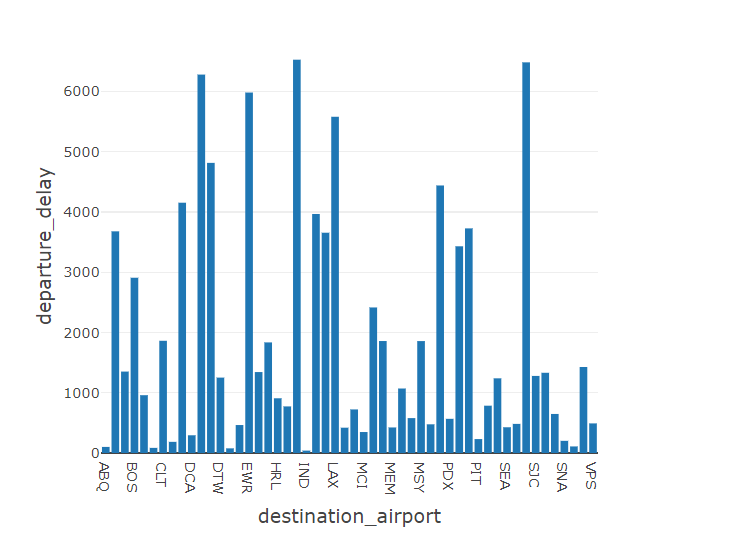 6000
5000
4000
3000
2000
1000
0
departure_delay
ABQ BOS CLT DCA DTW EWR HRL IND LAX MCI MEM MSY PDX PIT SEA SJC SNA VPS
destination_airport